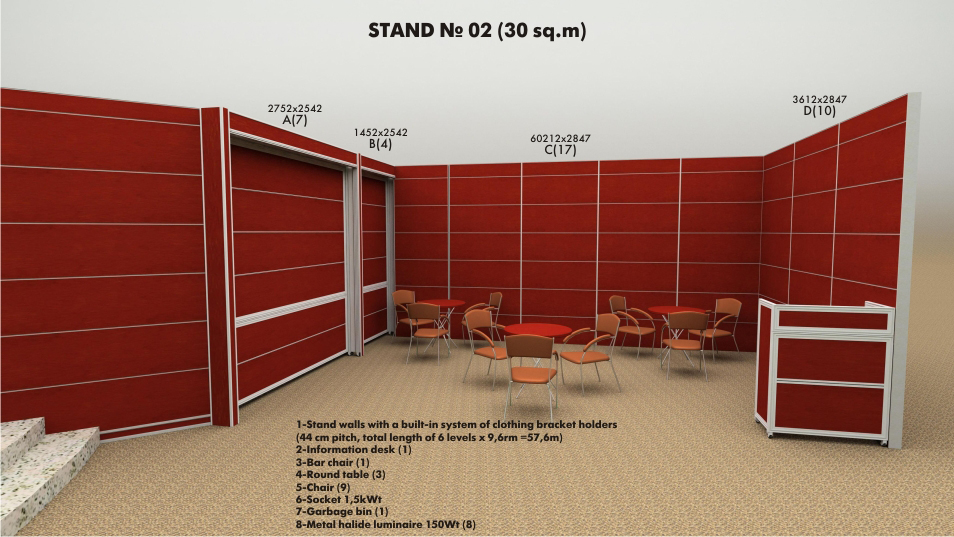 STAND № 02 (30 sq.m)
2752x2542
A(7)
1452x2542
B(4)
60212x2847
C(17)
3612x2847
D(10)
1-Stand walls with a built-in system of clothing bracket holders
(44 cm pitch, total length of 6 levels x 9,6rm =57,6m)
2-Information desk (1)
3-Bar chair (1)
4-Round table (3)
5-Chair (9)
6-Socket 1,5kWt
7-Garbage bin (1)
8-Metal halide luminaire 150Wt (8)